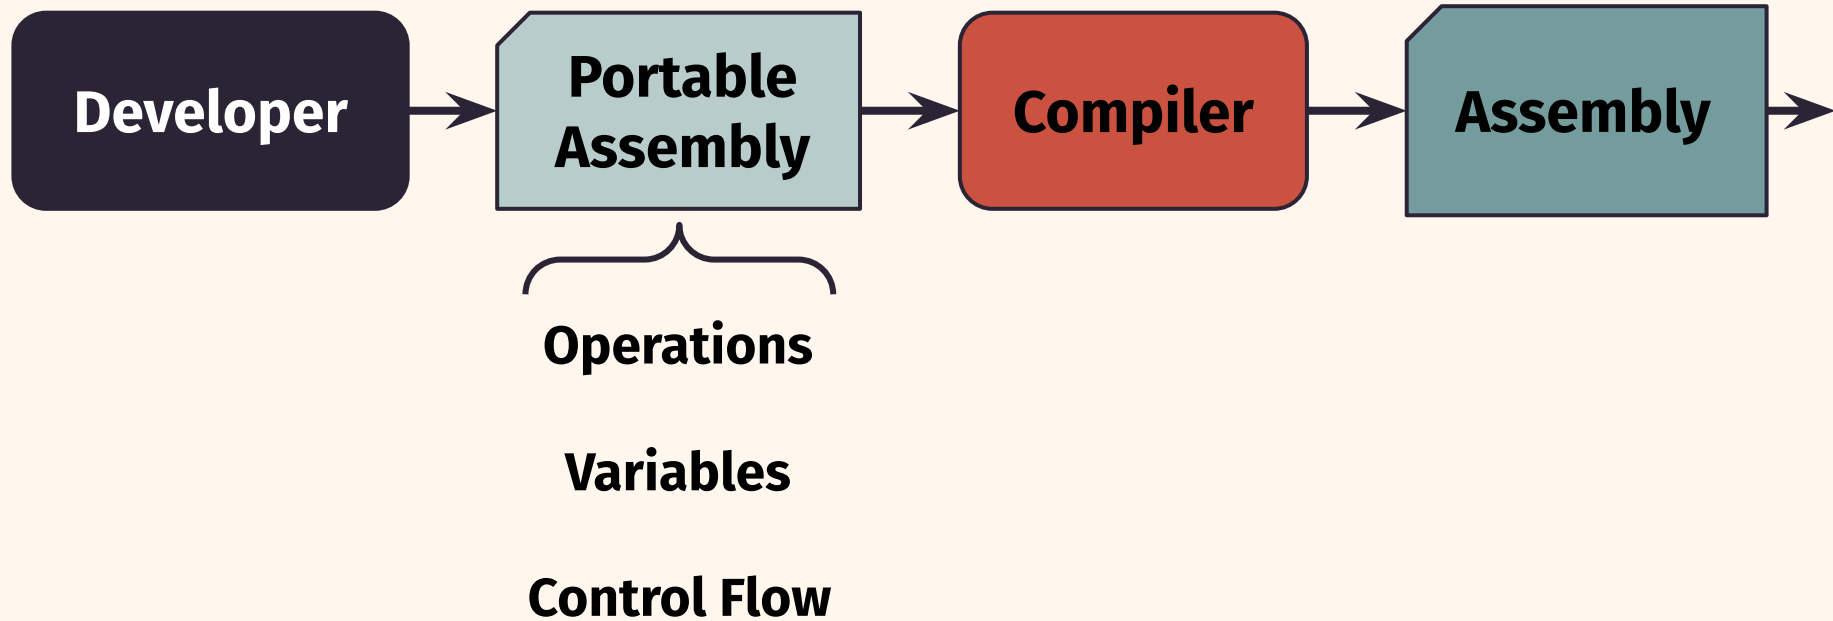 Developer
Portable
Assembly
Compiler
Assembly
Operations
Variables
Control Flow